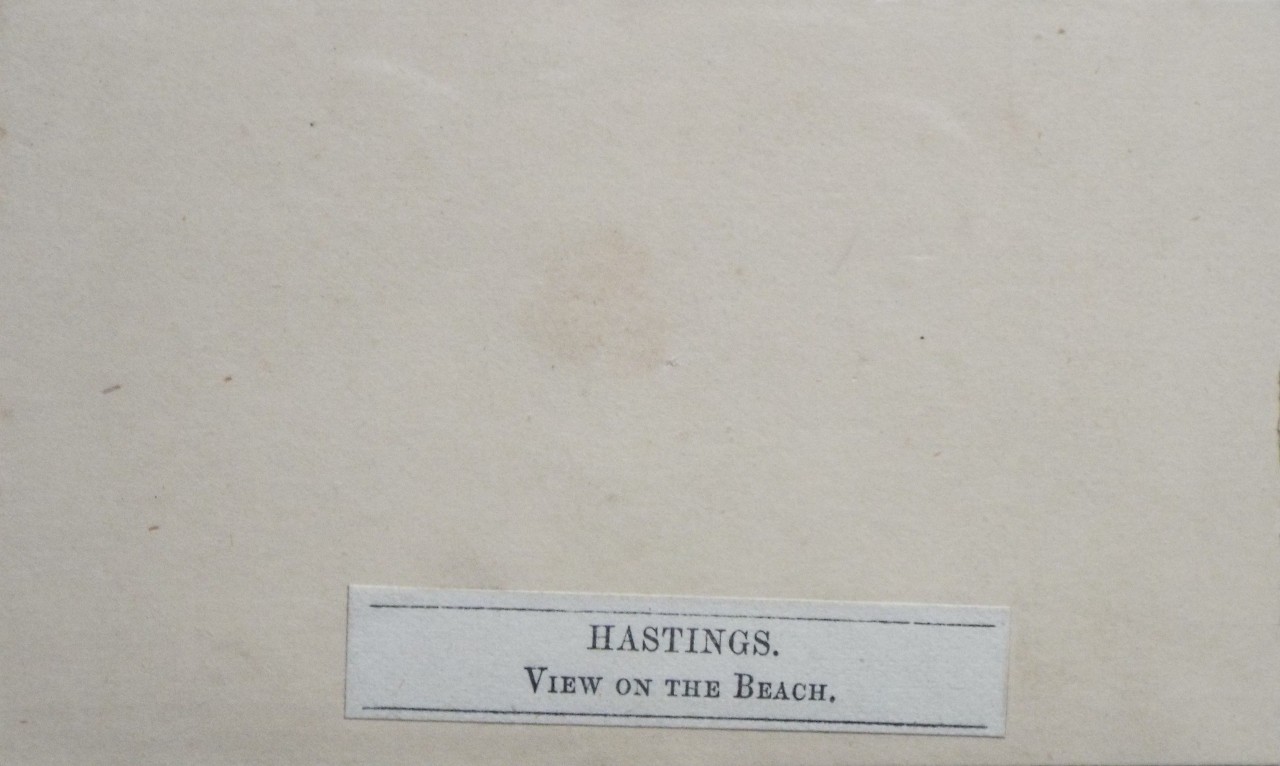 HASTINGS.
VIEW ON THE BEACH.